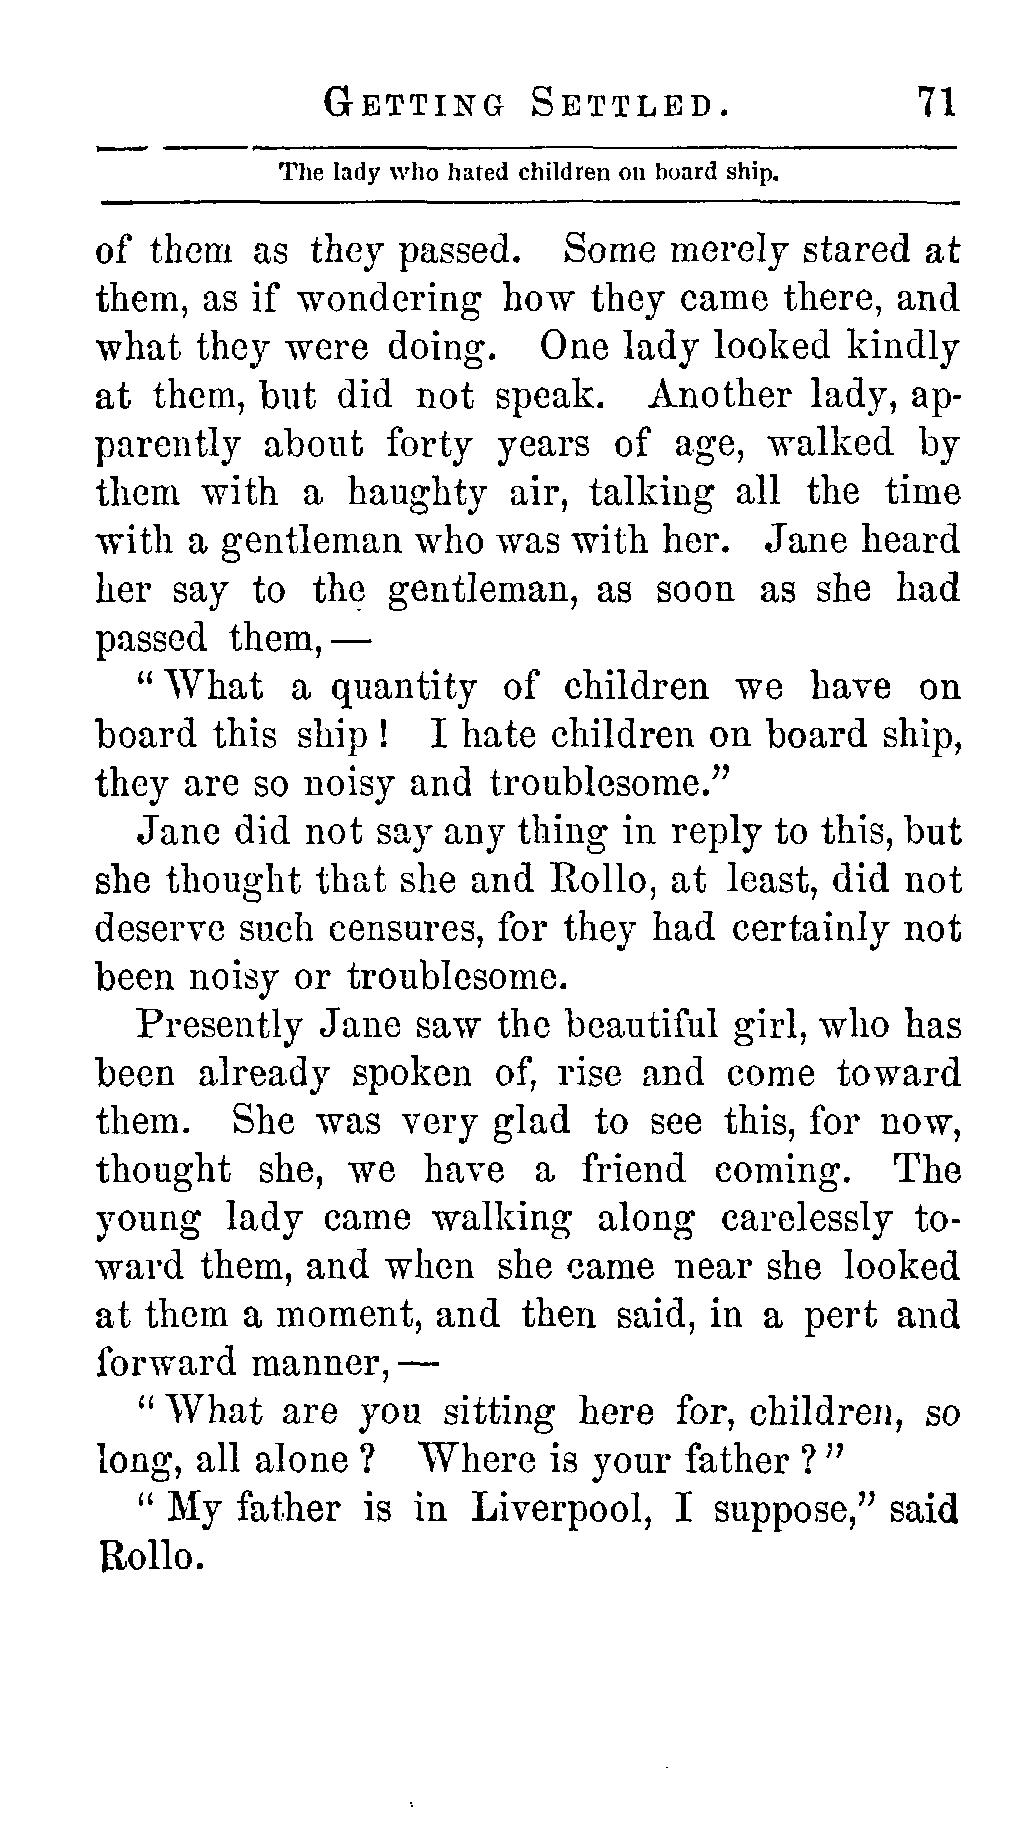 GETTING SETTLED. 71
The lady who hated children on board ship.
of them as they passed. Some merely stared at
them, as if wondering how they came there, and
what they were doing. One lady looked kindly
at them, but did not speak. Another lady, ap-
parently about forty years of age, walked by
them with a haughty air, talking all the time
with a gentleman who was with her. Jane heard
her say to the gentleman, as soon as she had
passed them,—
“What a quantity of children we have on
board this ship! I hate children on board ship,
they are so noisy and troublesome.”
Jane did not say any thing in reply to this, but
she thought that she and Rollo, at least, did not
deserve such censures, for they had certainly not
been noisy or troublesome.
Presently Jane saw the beautiful girl, who has
been already spoken of, rise and come toward
them. She was very glad to see this, for now,
thought she, we have a friend coming. The
young lady came walking along carelessly to-
ward them, and when she came near she looked
at them a moment, and then said, in a pert and
forward manner,—
“What are you sitting here for, children, so
long, all alone? Where is your father?”
“My father is in Liverpool, I suppose,” said
Rollo.